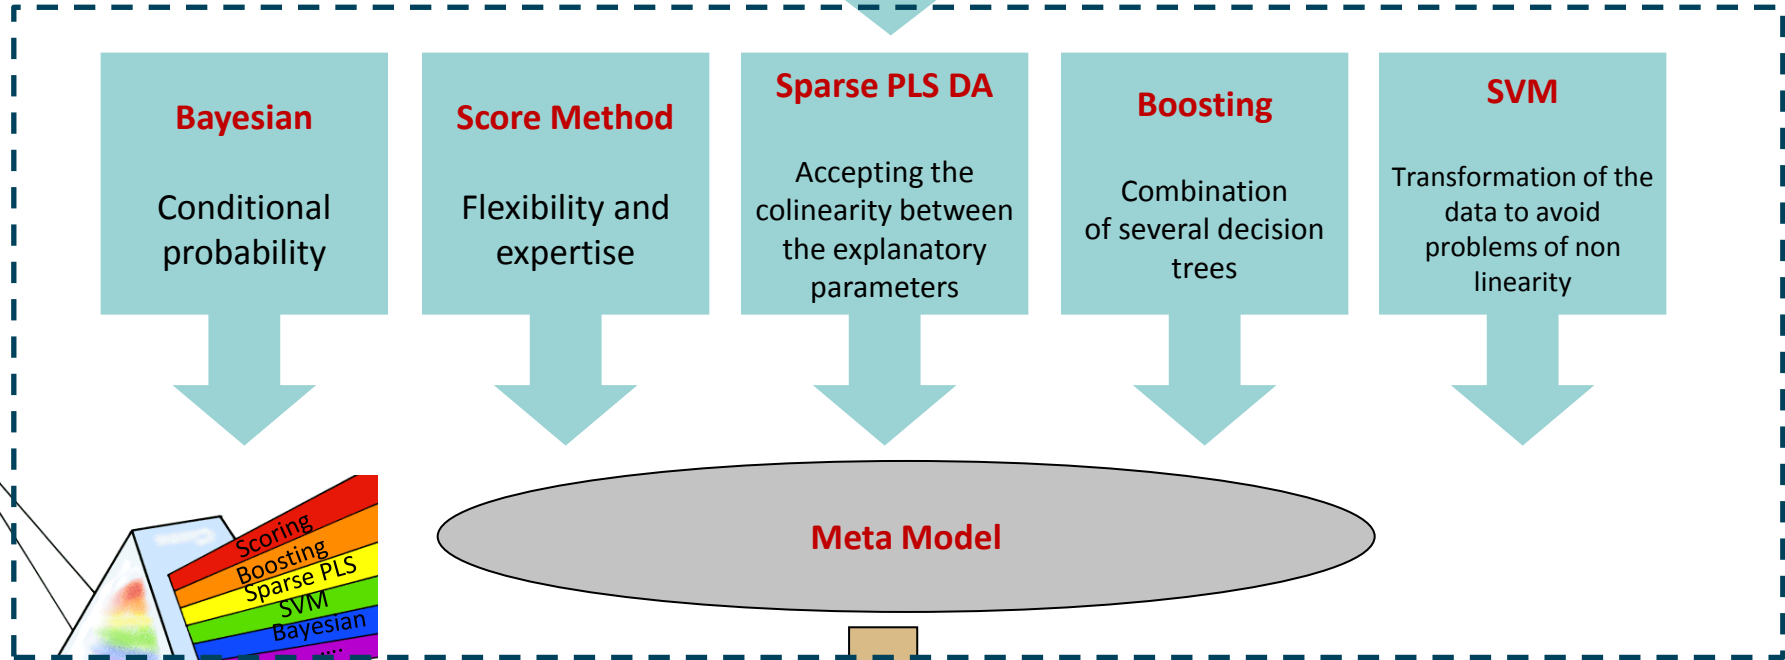 Bayesian
Conditional
probability
Score Method
Flexibility and
expertise
Sparse PLS DA
Accepting the
colinearity between
the explanatory
parameters
Boosting
Combination
of several decision
trees
SVM
Transformation of the
data to avoid
problems of non
linearity
Scoring
Boosting
Sparse PLS
SVM
Bayesian
....
Meta Model